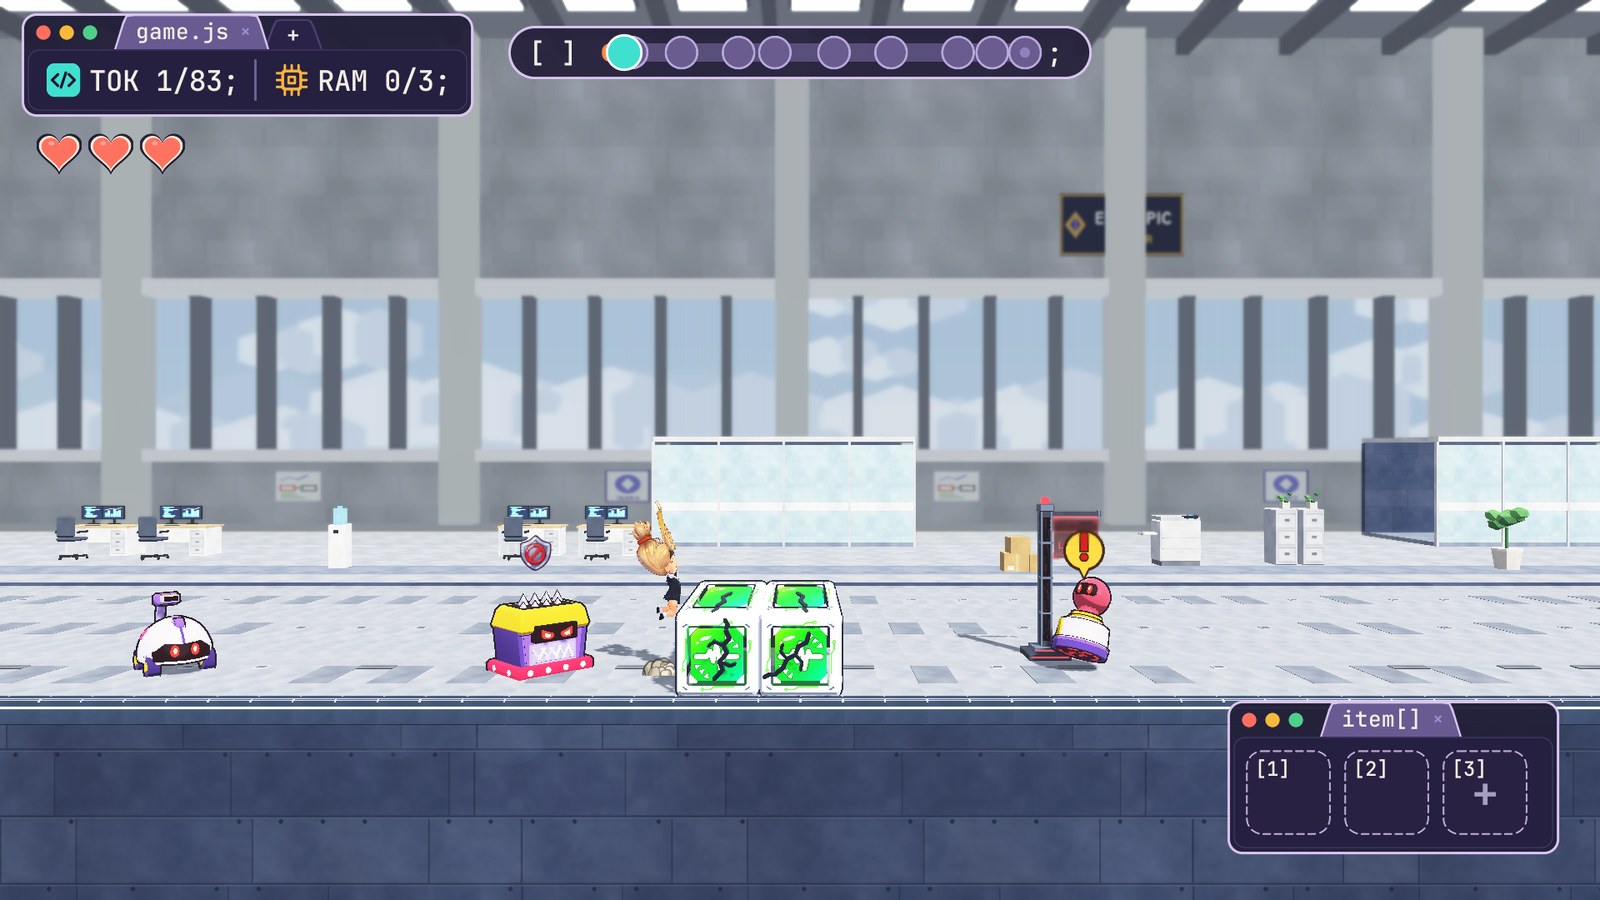 game.js ×
+
</> TOK 1/83;
RAM 0/3;
[ ] ;
!
item[] ×
[1]
[2]
[3]
+